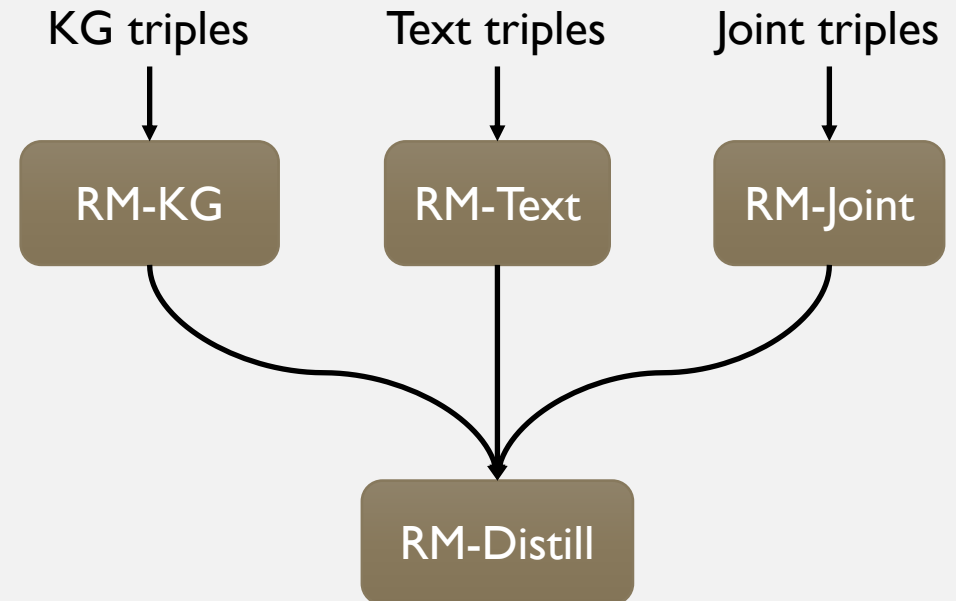 KG triples
Text triples
Joint triples
RM-KG
RM-Text
RM-Joint
RM-Distill